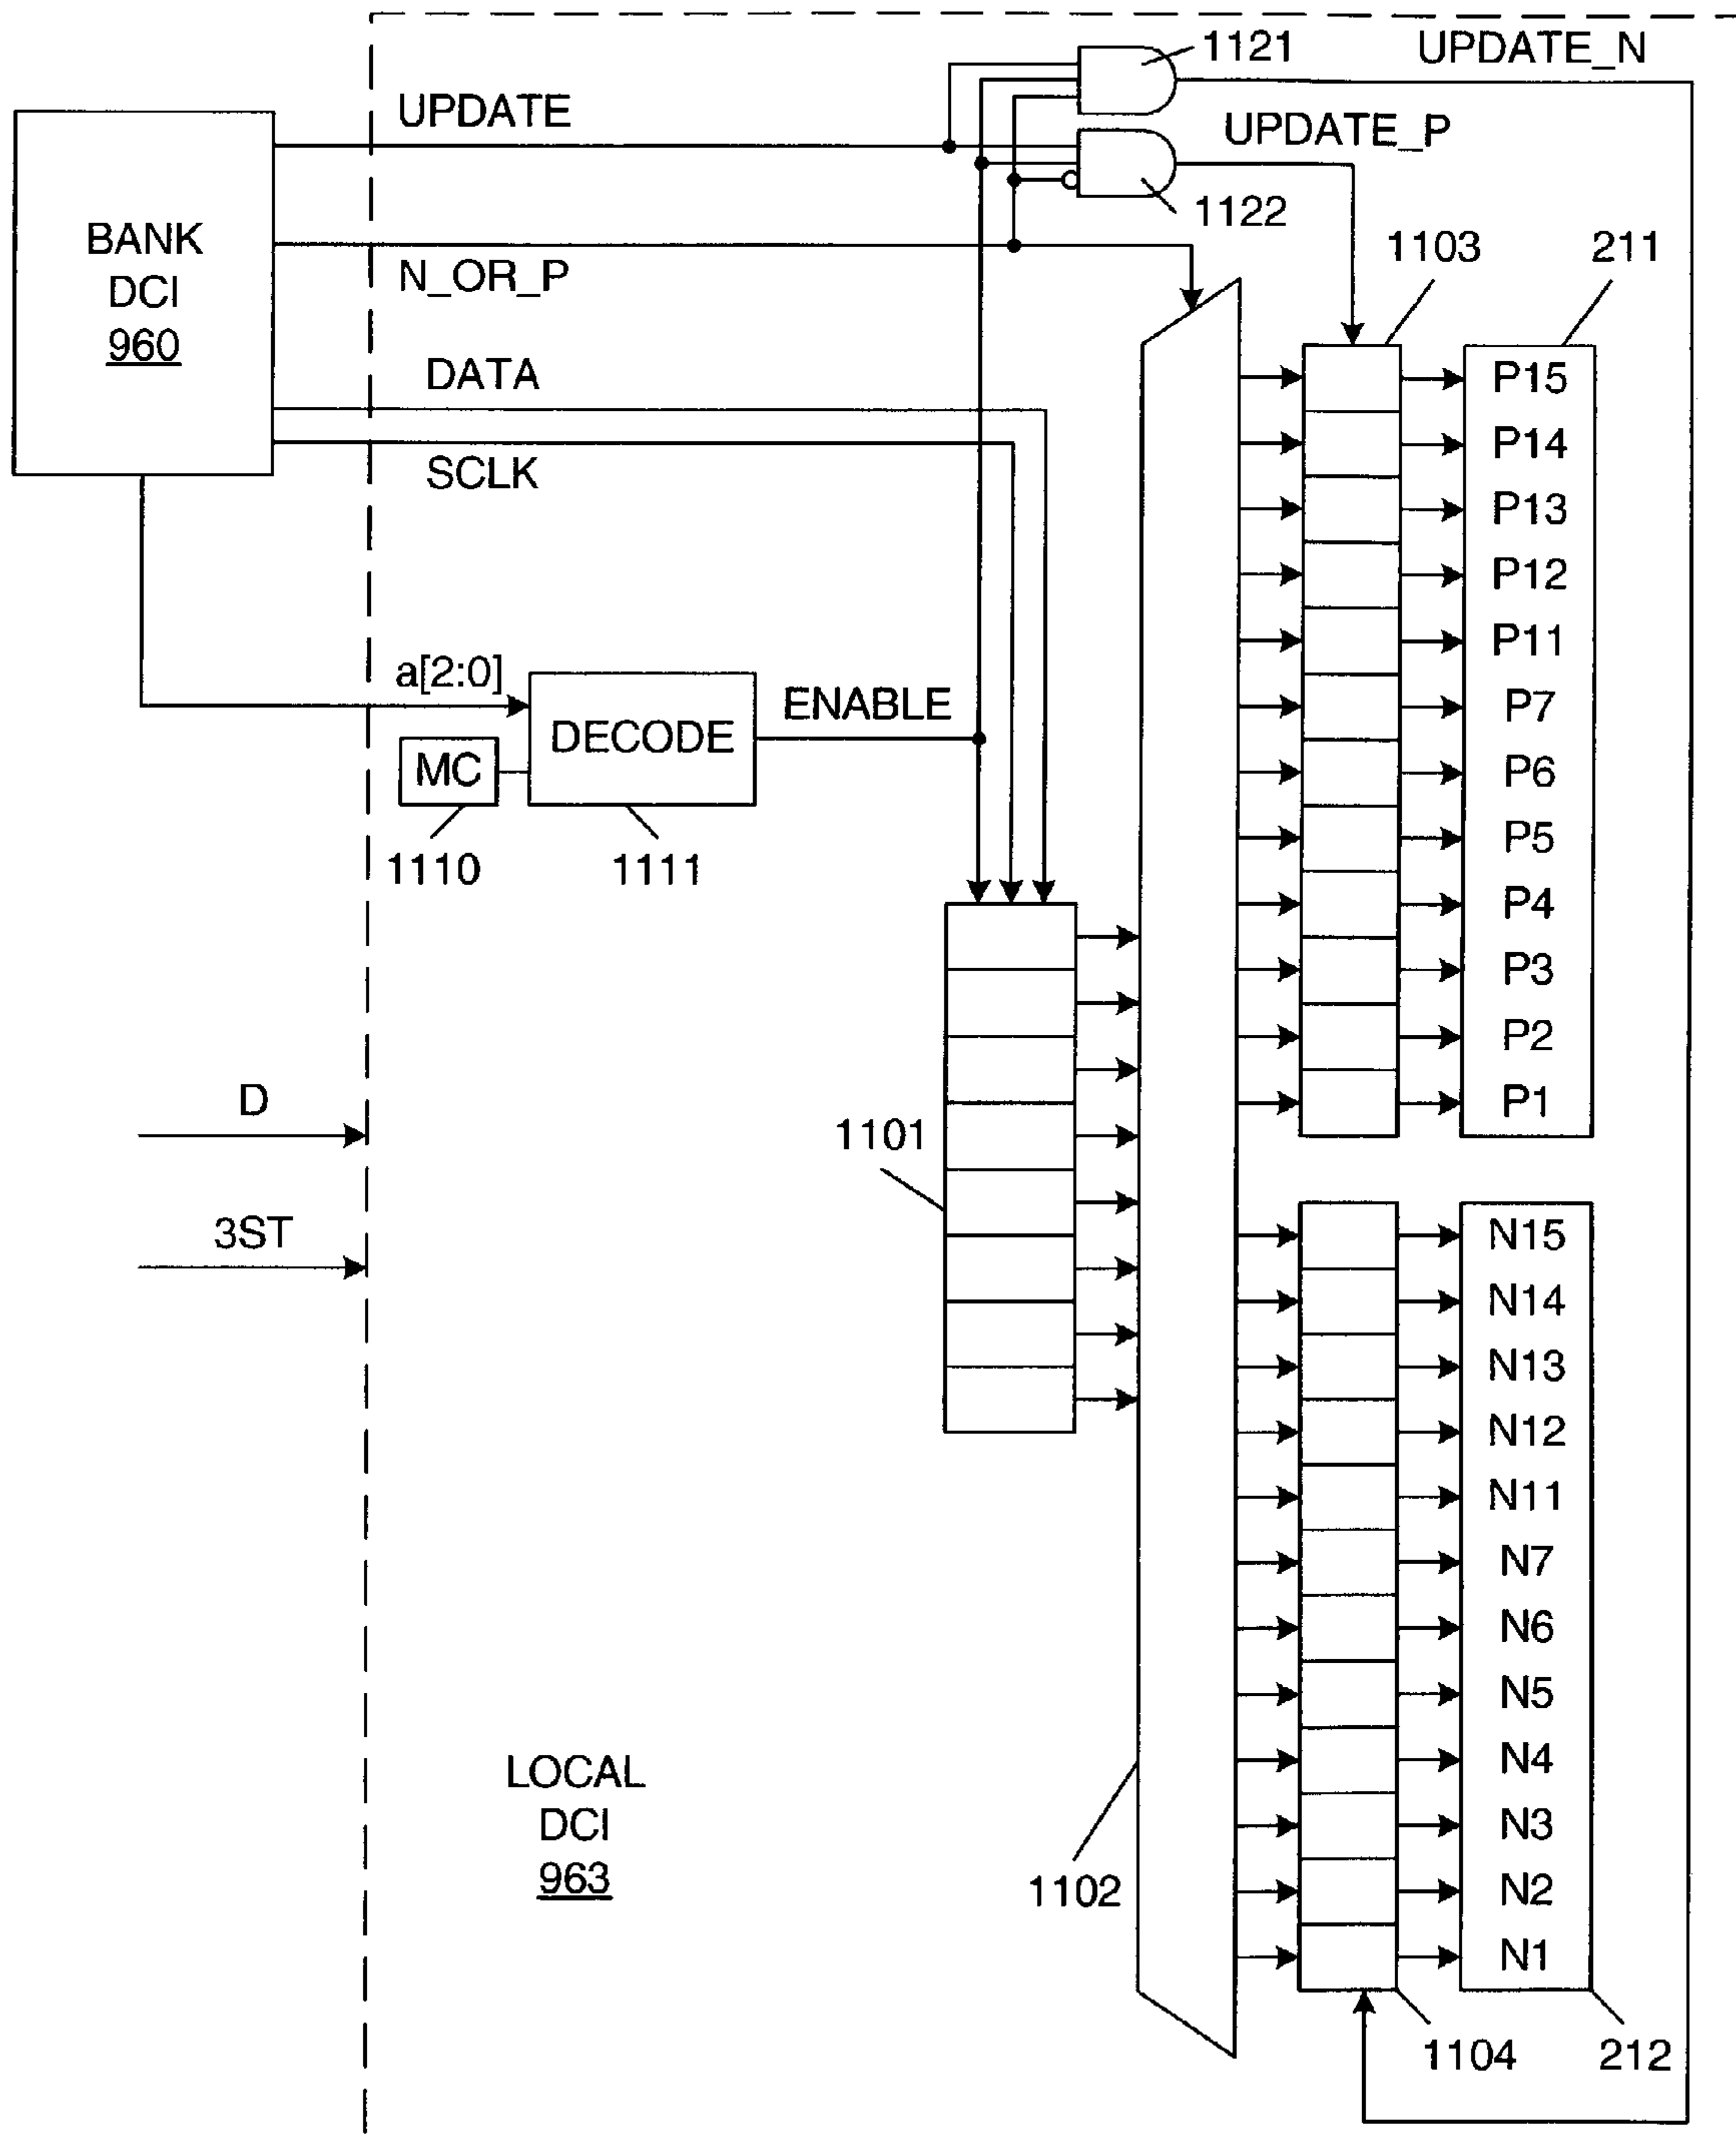 1121
UPDATE_N
UPDATE
UPDATE_P
1122
BANK
DCI
960
N_OR_P
1103
211
DATA
SCLK
P15
P14
P13
P12
P11
P7
P6
P5
P4
P3
P2
P1
a[2:0]
DECODE
ENABLE
MC
1110
1111
D
1101
3ST
N15
N14
N13
N12
N11
N7
N6
N5
N4
N3
N2
N1
LOCAL
DCI
963
1102
1104
212